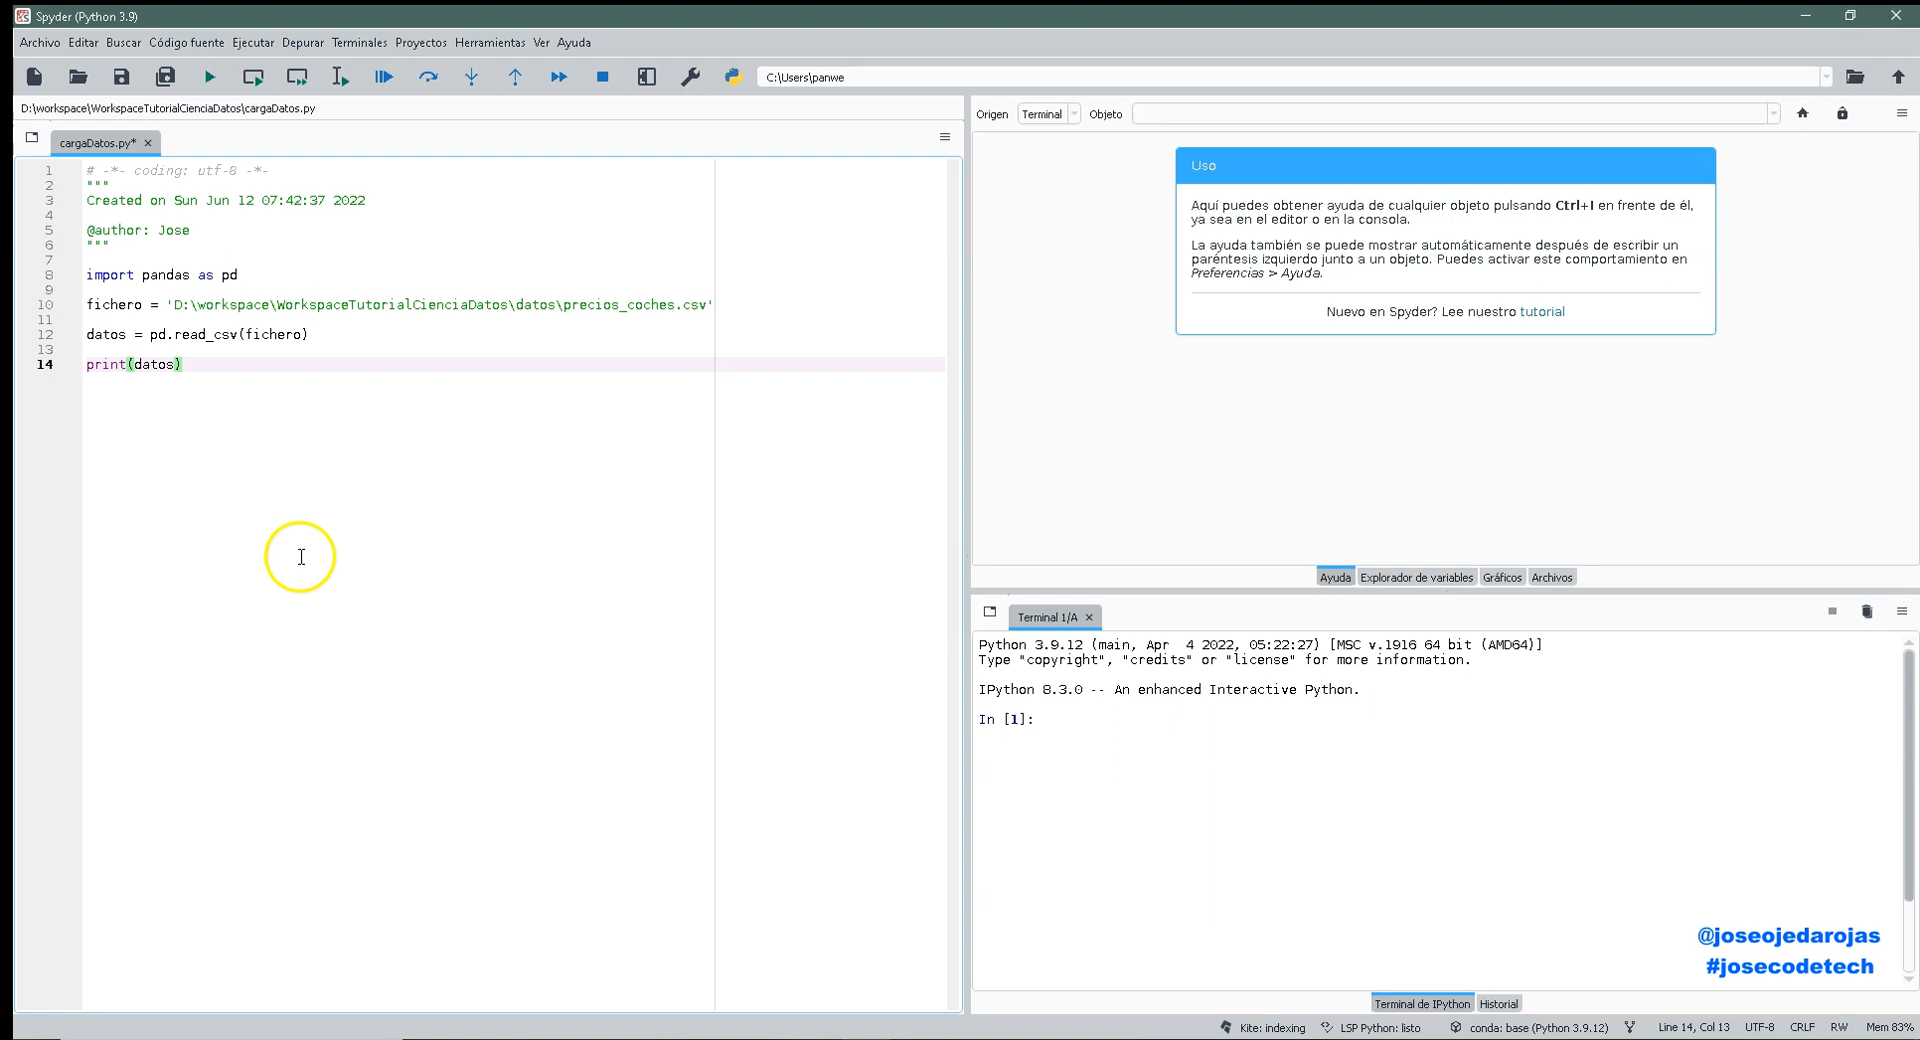 Spyder (Python 3.9)
Archivo Editar Buscar Código fuente Ejecutar Depurar Terminales Proyectos Herramientas Ver Ayuda
C:\Users\panwe
D:\workspace\WorkspaceTutorialCienciaDatos\cargaDatos.py
cargaDatos.py*
1 # -*- coding: utf-8 -*-
2 """
3 Created on Sun Jun 12 07:42:37 2022
4
5 @author: Jose
6 """
7
8 import pandas as pd
9
10 fichero = 'D:\workspace\WorkspaceTutorialCienciaDatos\datos\precios_coches.csv'
11
12 datos = pd.read_csv(fichero)
13
14 print(datos)
Origen Terminal Objeto
Uso
Aquí puedes obtener ayuda de cualquier objeto pulsando Ctrl+I en frente de él,
ya sea en el editor o en la consola.
La ayuda también se puede mostrar automáticamente después de escribir un
paréntesis izquierdo junto a un objeto. Puedes activar este comportamiento en
Preferencias > Ayuda.
Nuevo en Spyder? Lee nuestro tutorial
Ayuda Explorador de variables Gráficos Archivos
Terminal 1/A
Python 3.9.12 (main, Apr  4 2022, 05:22:27) [MSC v.1916 64 bit (AMD64)]
Type "copyright", "credits" or "license" for more information.
IPython 8.3.0 -- An enhanced Interactive Python.
In [1]:
@joseojedarojas
#josecodetech
Terminal de IPython Historial
Kite: indexing LSP Python: listo conda: base (Python 3.9.12) Line 14, Col 13 UTF-8 CRLF RW Mem 83%